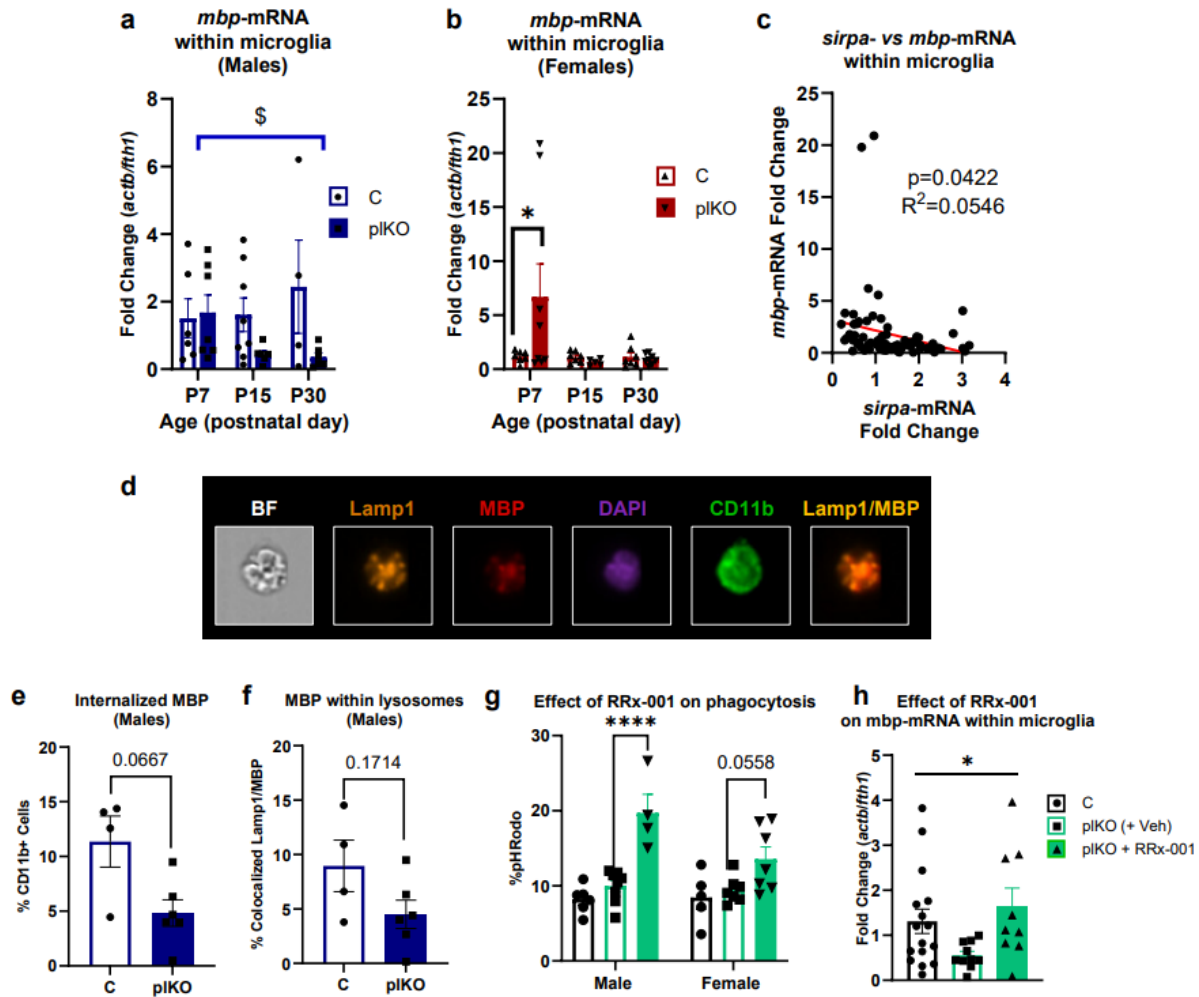 a
mbp-mRNA
within microglia
(Males)
Fold Change (actb/fth1)
8
6
4
2
0
$
C
plKO
P7 P15 P30
Age (postnatal day)
b
mbp-mRNA
within microglia
(Females)
Fold Change (actb/fth1)
25
20
15
10
5
0
*
C
plKO
P7 P15 P30
Age (postnatal day)
c
sirpa- vs mbp-mRNA
within microglia
mbp-mRNA Fold Change
25
20
15
10
5
0
p=0.0422
R²=0.0546
0 1 2 3 4
sirpa-mRNA
Fold Change
d
BF Lamp1 MBP DAPI CD11b Lamp1/MBP
e
Internalized MBP
(Males)
% CD11b+ Cells
20
15
10
5
0
0.0667
C plKO
f
MBP within lysosomes
(Males)
% Colocalized Lamp1/MBP
20
15
10
5
0
0.1714
C plKO
g
Effect of RRx-001 on phagocytosis
%pHRodo
30
20
10
0
****
0.0558
Male Female
h
Effect of RRx-001
on mbp-mRNA within microglia
Fold Change (actb/fth1)
5
4
3
2
1
0
*
C
plKO (+ Veh)
plKO + RRx-001